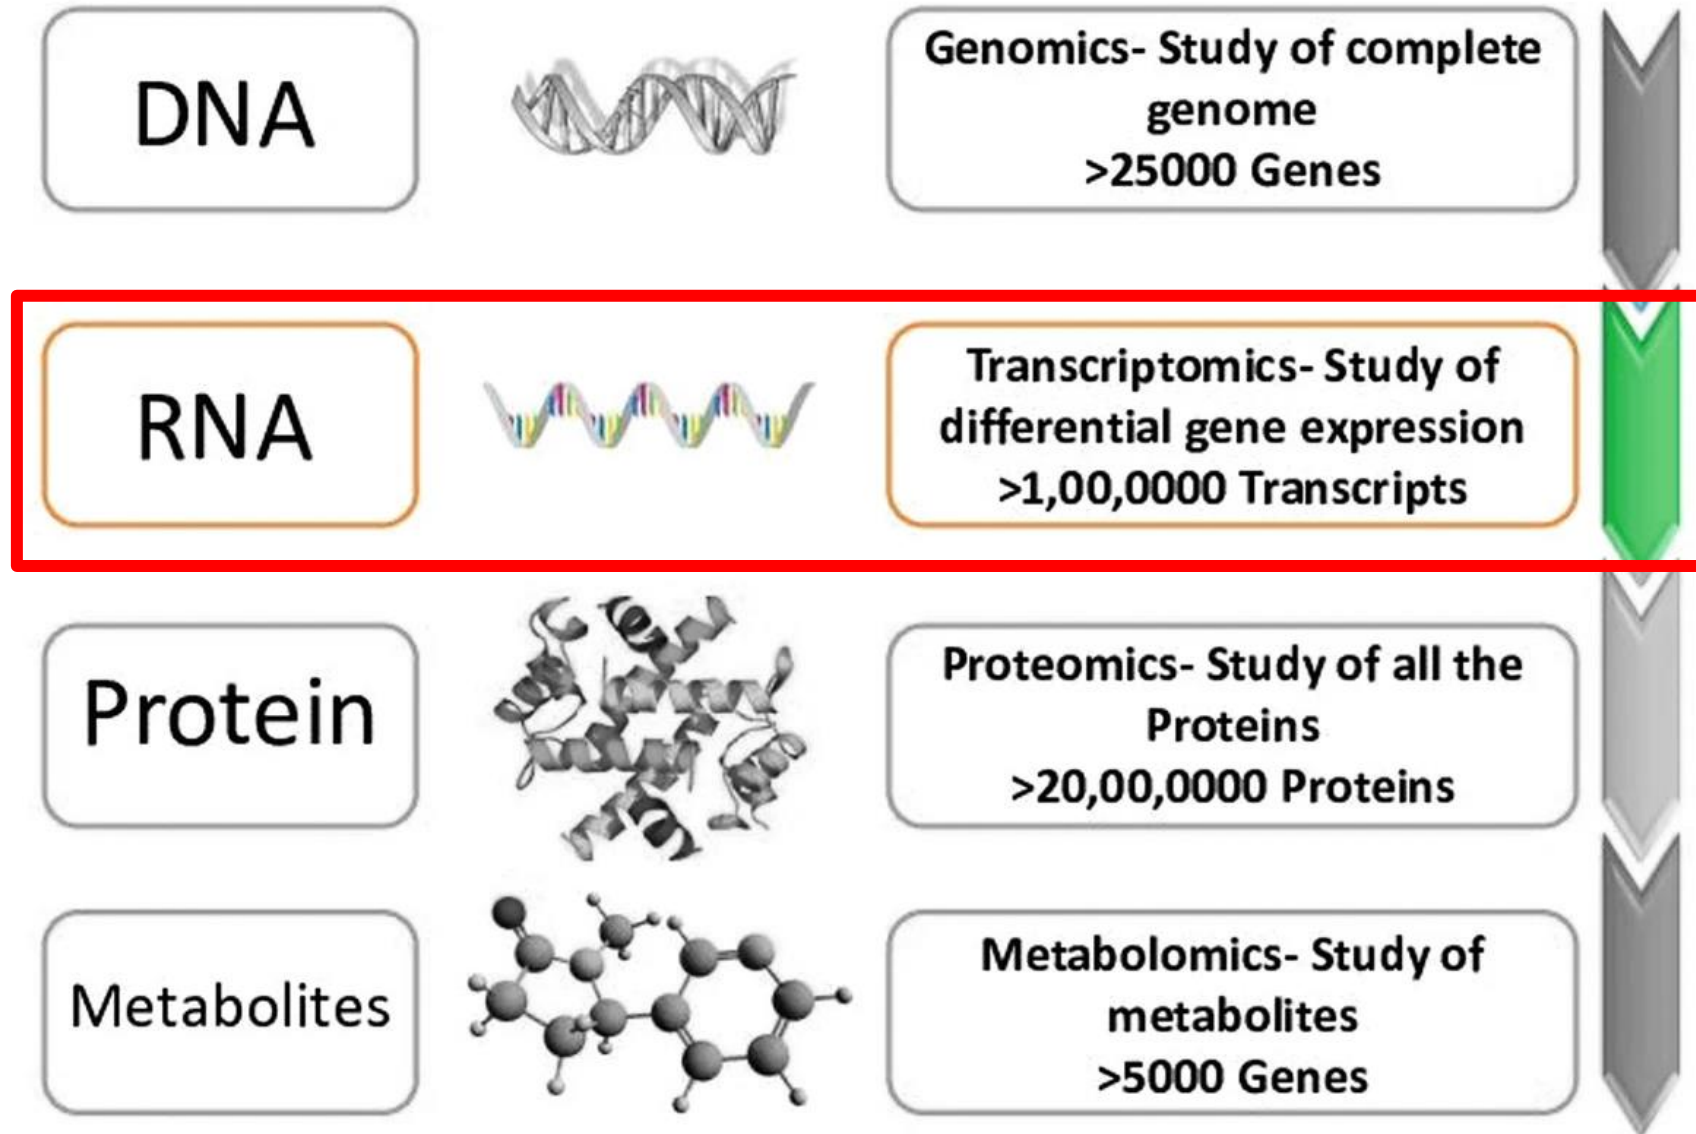 DNA
Genomics- Study of complete
genome
>25000 Genes
RNA
Transcriptomics- Study of
differential gene expression
>1,00,0000 Transcripts
Protein
Proteomics- Study of all the
Proteins
>20,00,0000 Proteins
Metabolites
Metabolomics- Study of
metabolites
>5000 Genes